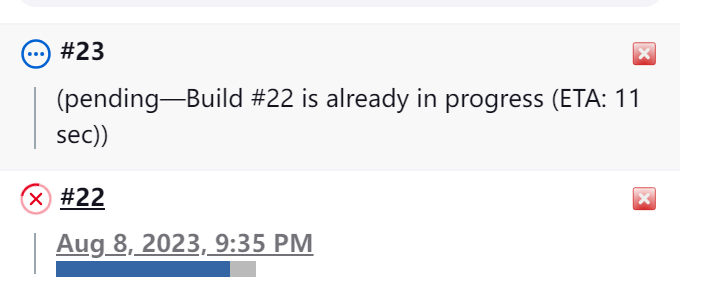 #23
(pending—Build #22 is already in progress (ETA: 11
sec))
#22
Aug 8, 2023, 9:35 PM